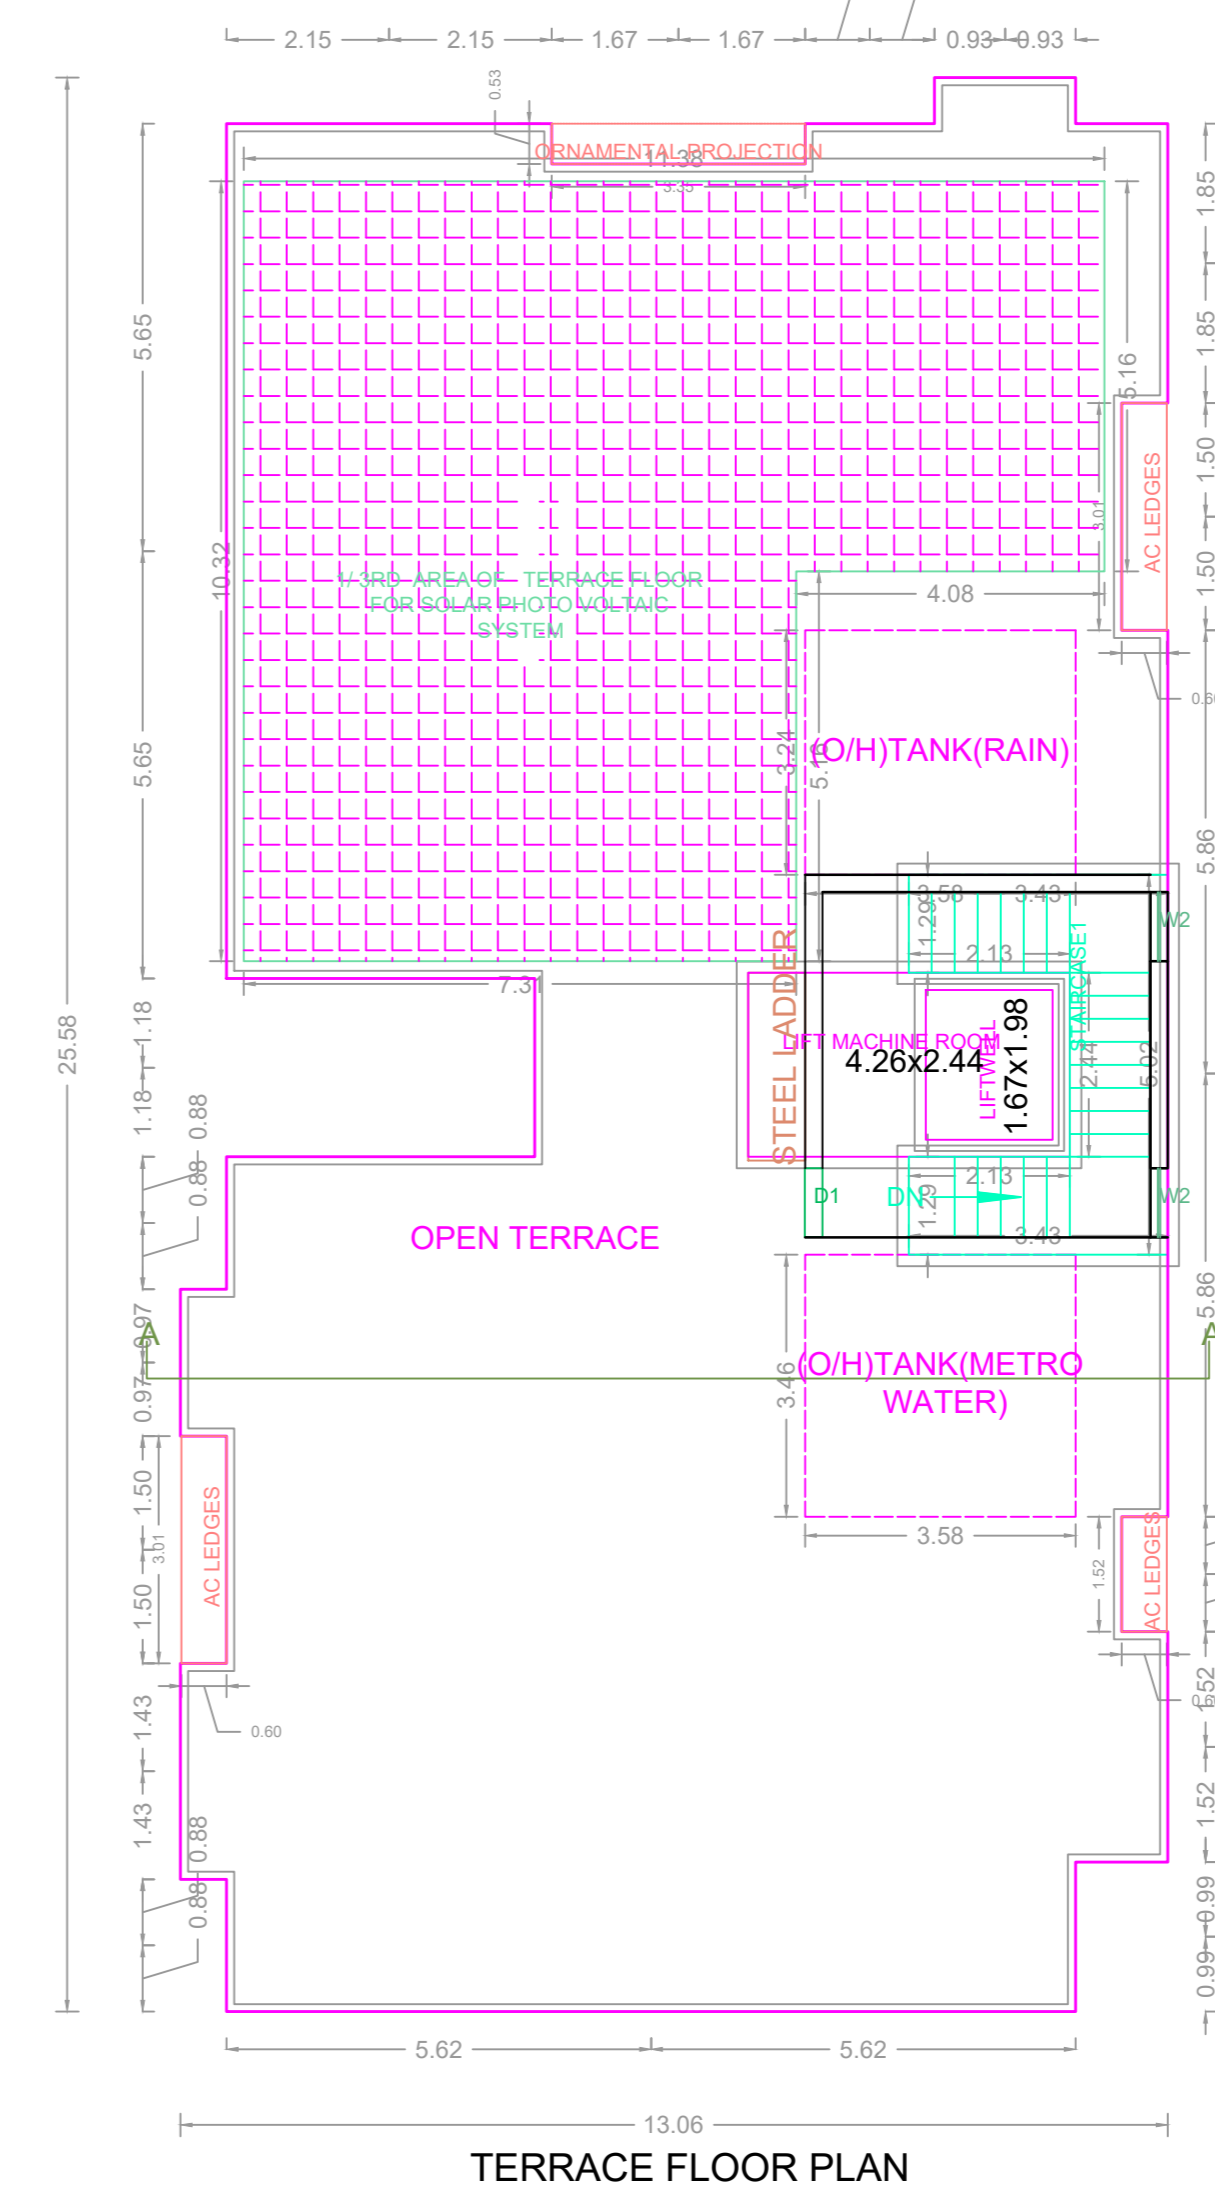 2.15
2.15
1.67
1.67
0.93
0.93
0.53
ORNAMENTAL PROJECTION
11.38
3.35
1.85
1.85
5.65
5.16
1.50
AC LEDGES
3.01
1.50
10.32
1/ 3RD AREA OF TERRACE FLOOR
FOR SOLAR PHOTO VOLTAIC
SYSTEM
4.08
0.60
5.65
3.24
5.16
(O/H)TANK(RAIN)
5.86
3.58
3.43
1.29
W2
2.13
STAIRCASE1
STEEL LADDER
7.31
25.58
1.18
1.18
LIFT MACHINE ROOM
4.26x2.44
LIFTWELL
1.67x1.98
2.44
5.02
0.88
0.88
2.13
D1
DN
1.29
W2
3.43
OPEN TERRACE
5.86
0.97
0.97
A
A
(O/H)TANK(METRO
WATER)
3.46
3.58
1.50
3.01
AC LEDGES
1.50
1.52
AC LEDGES
0.60
0.60
1.43
1.43
1.52
1.52
0.88
0.88
0.99
0.99
5.62
5.62
13.06
TERRACE FLOOR PLAN